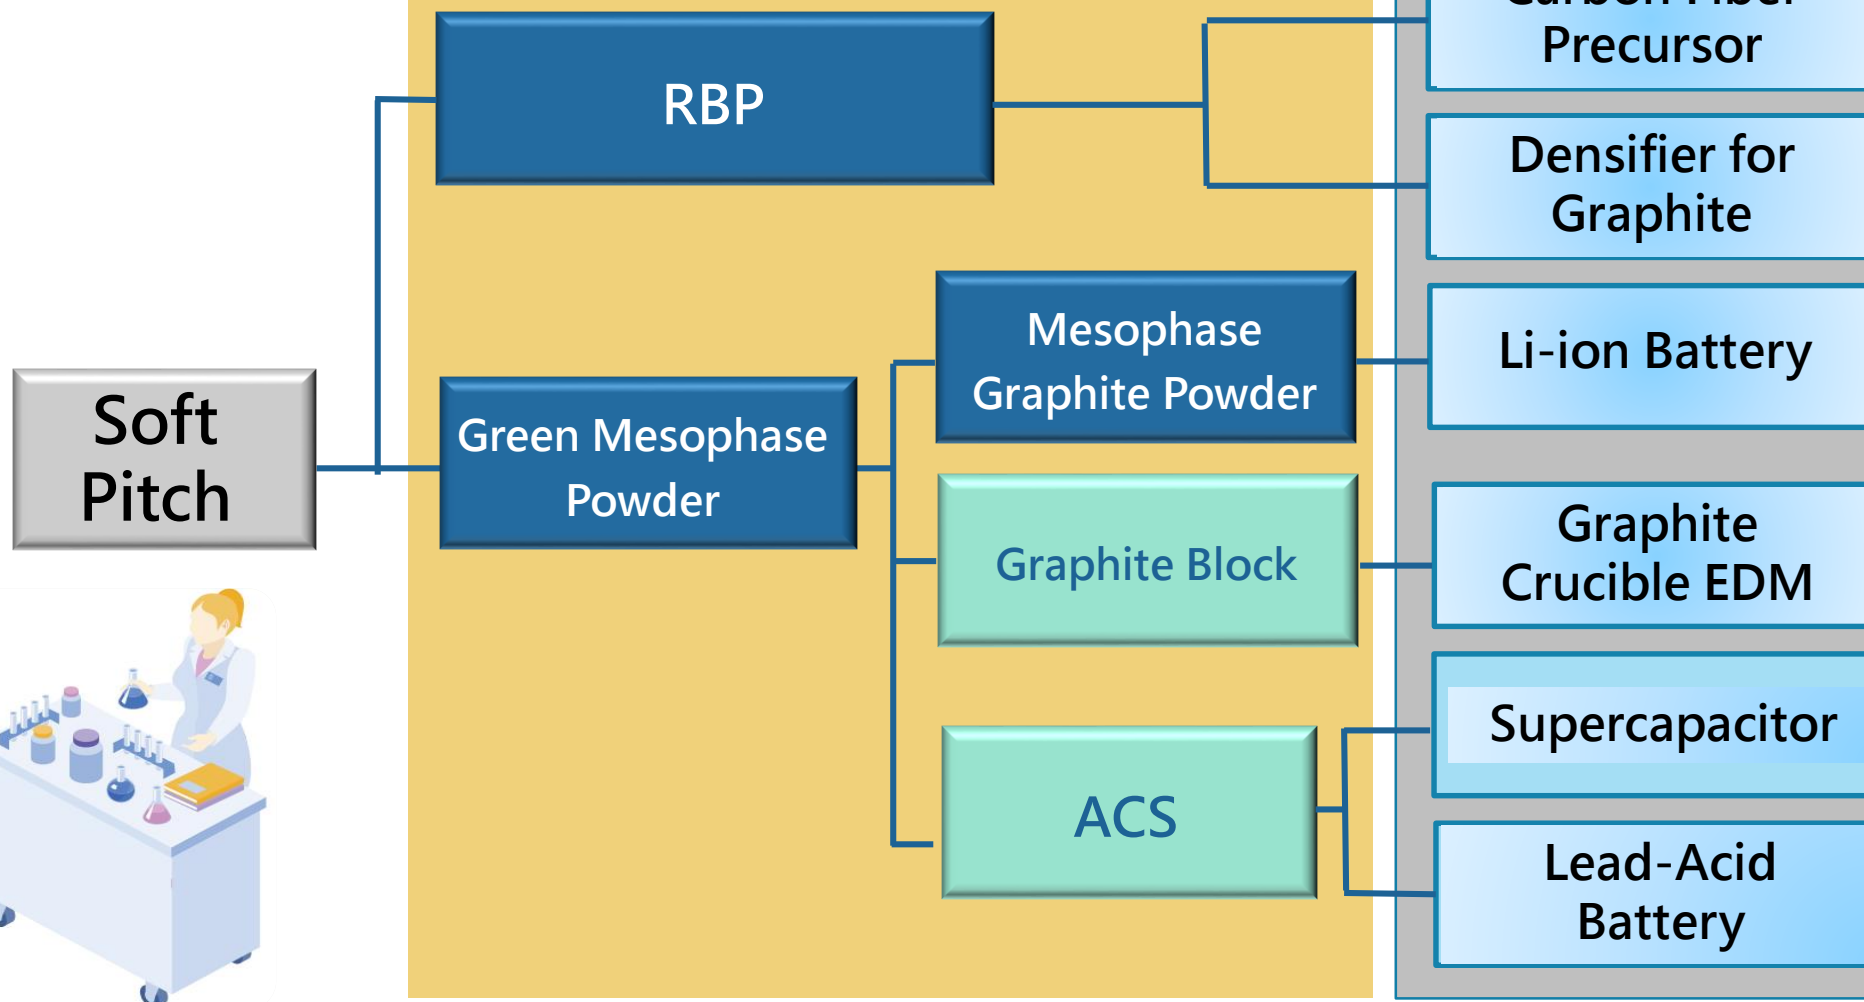 Precursor
RBP
Densifier for
Graphite
Mesophase
Graphite Powder
Li-ion Battery
Soft
Pitch
Green Mesophase
Powder
Graphite Block
Graphite
Crucible EDM
Supercapacitor
ACS
Lead-Acid
Battery